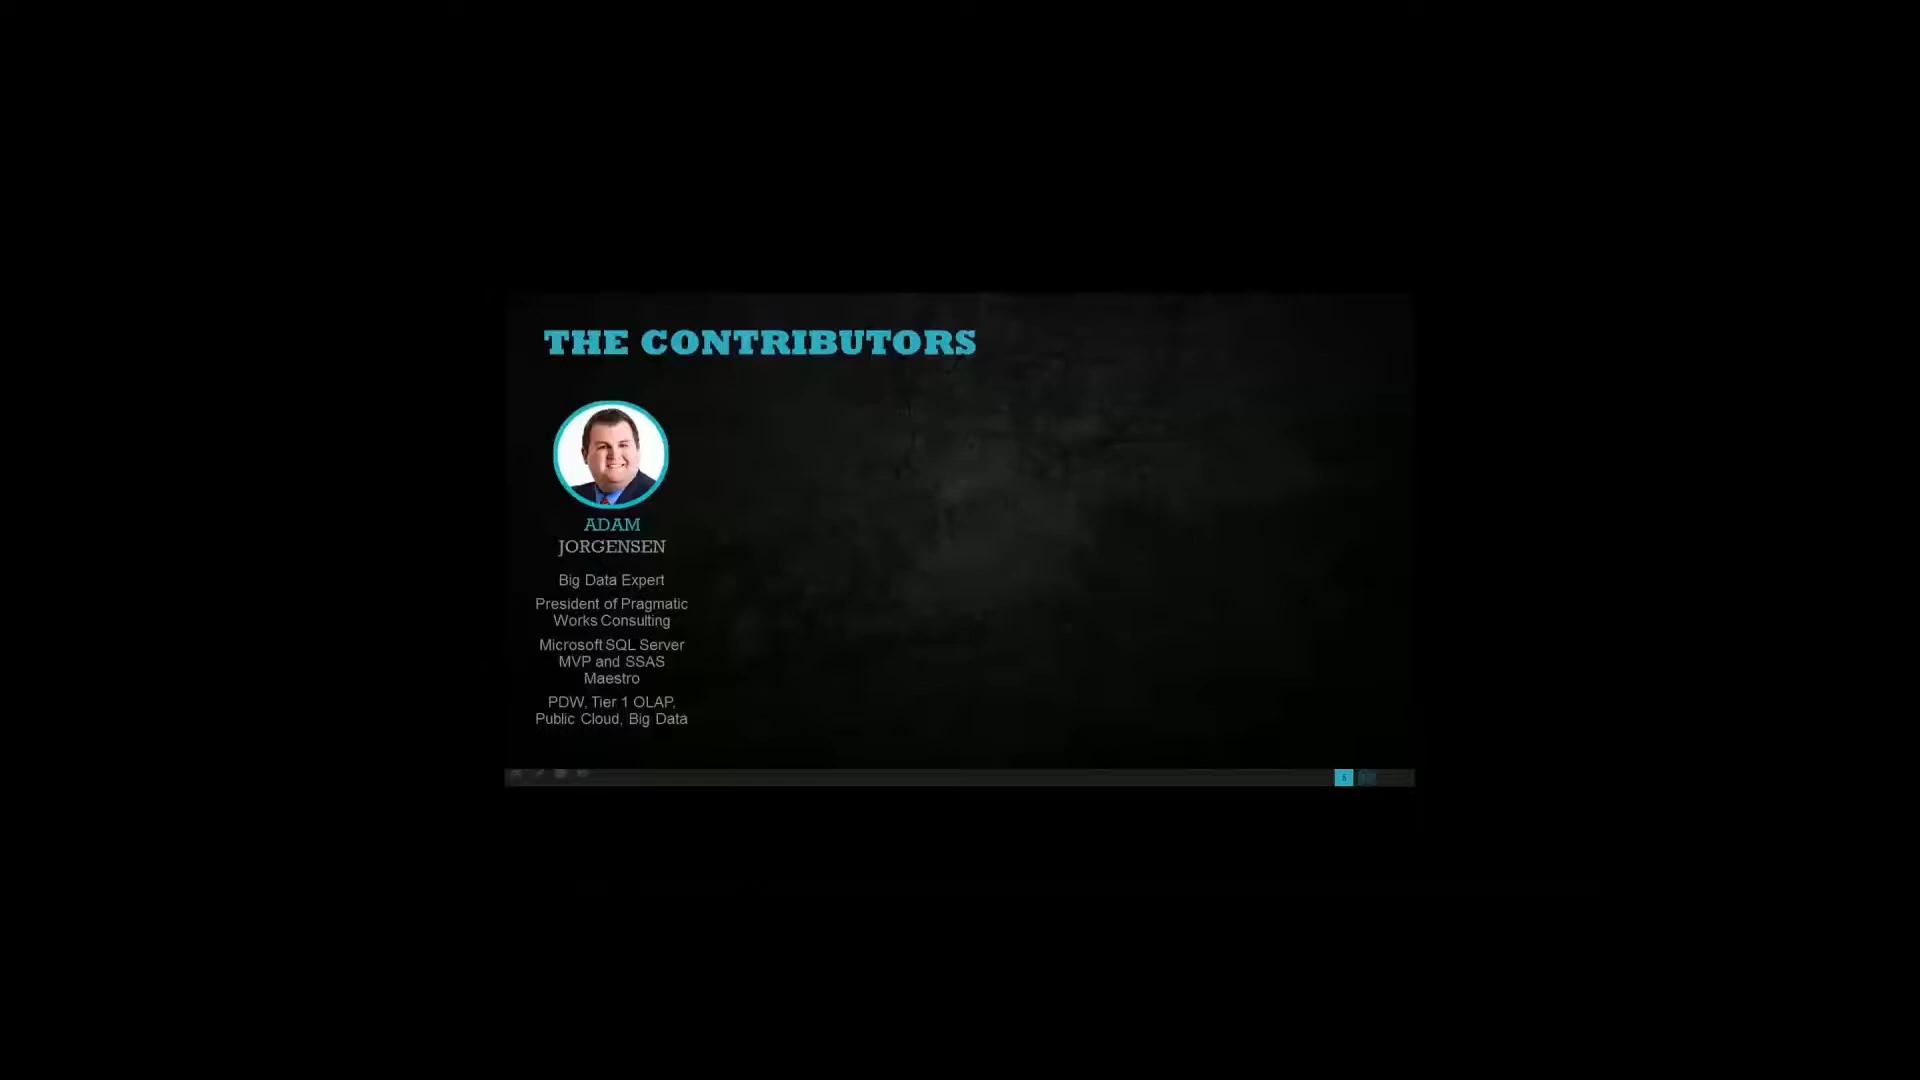 THE CONTRIBUTORS
ADAM
JORGENSEN
Big Data Expert
President of Pragmatic
Works Consulting
Microsoft SQL Server
MVP and SSAS
Maestro
PDW, Tier 1 OLAP,
Public Cloud, Big Data